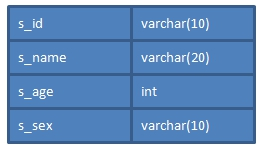 s_id varchar(10)
s_name varchar(20)
s_age int
s_sex varchar(10)